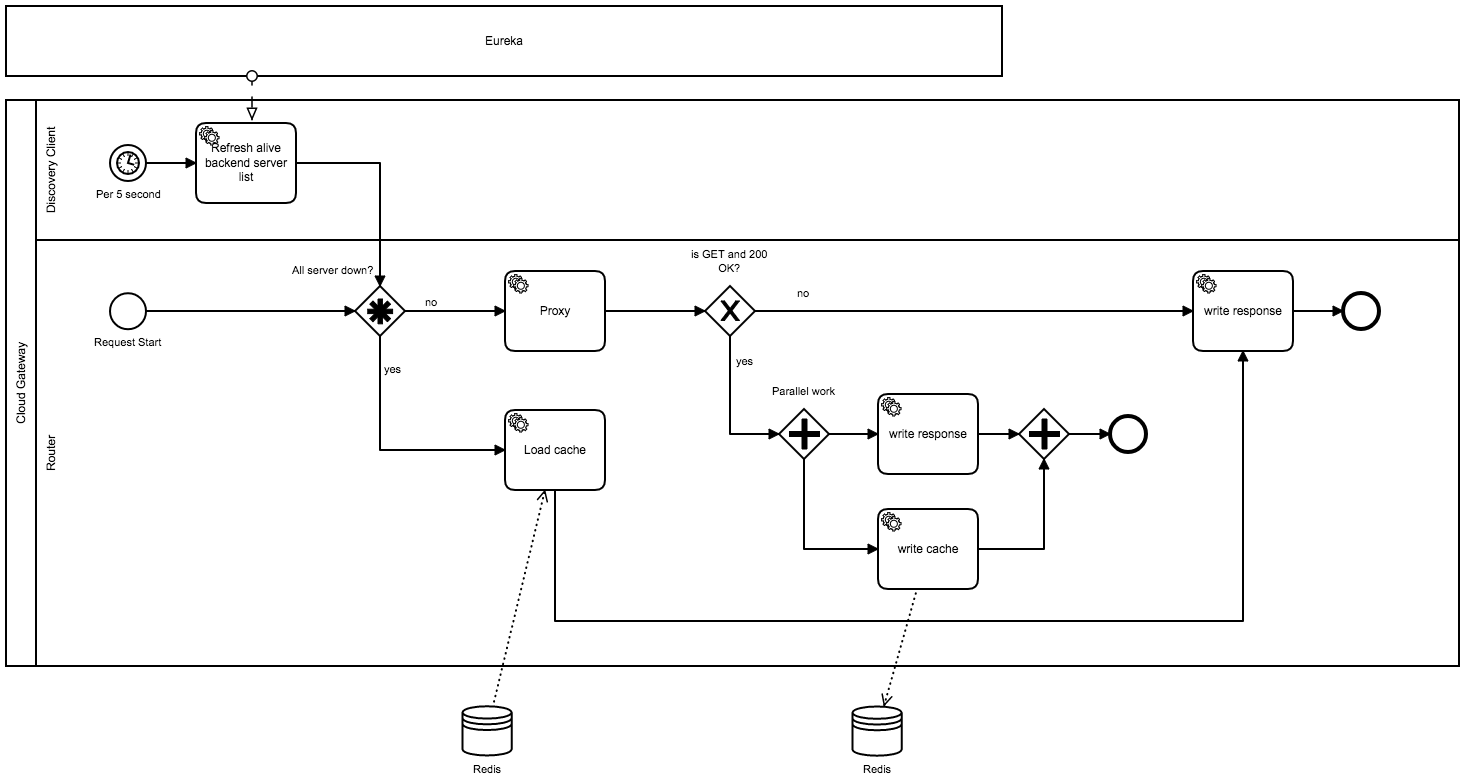 Eureka
Cloud Gateway
Discovery Client
Per 5 second
Refresh alive
backend server
list
Router
Request Start
All server down?
no
yes
Proxy
Load cache
is GET and 200
OK?
no
yes
Parallel work
write response
write cache
write response
Redis
Redis